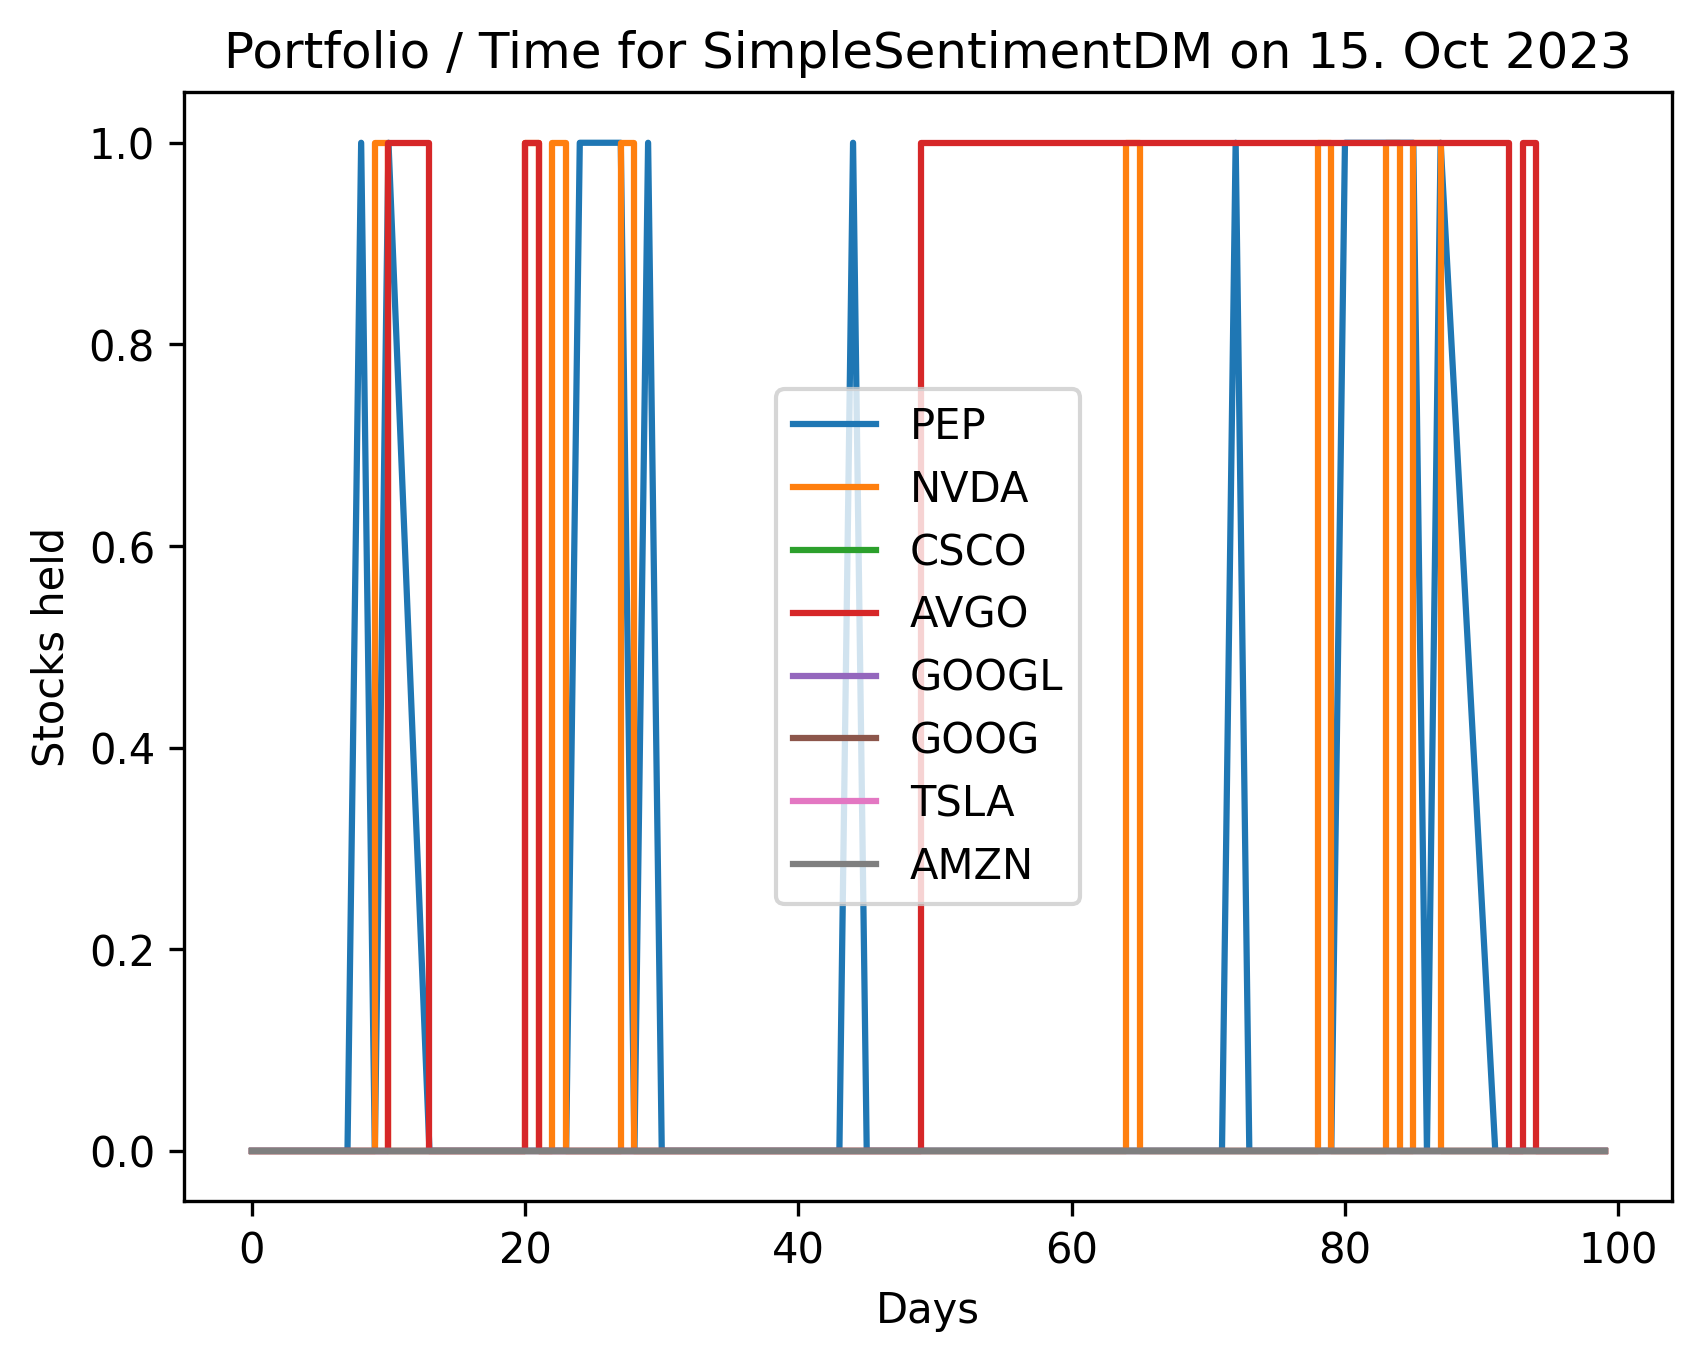 Portfolio / Time for SimpleSentimentDM on 15. Oct 2023
1.0
0.8
0.6
0.4
0.2
0.0
Stocks held
PEP
NVDA
CSCO
AVGO
GOOGL
GOOG
TSLA
AMZN
0 20 40 60 80 100
Days